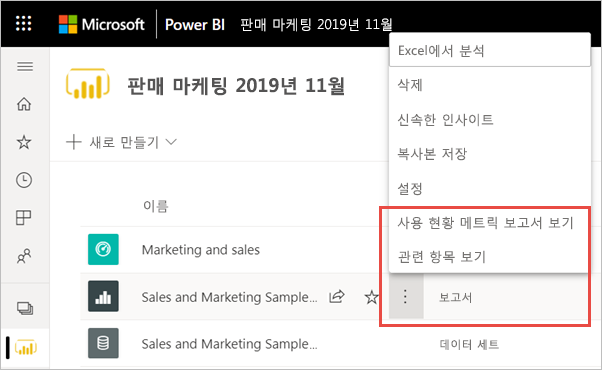 Microsoft Power BI 판매 마케팅 2019년 11월
판매 마케팅 2019년 11월
새로 만들기
Excel에서 분석
삭제
신속한 인사이트
복사본 저장
설정
사용 현황 메트릭 보고서 보기
관련 항목 보기
이름
Marketing and sales
Sales and Marketing Sample... 보고서
Sales and Marketing Sample... 데이터 세트